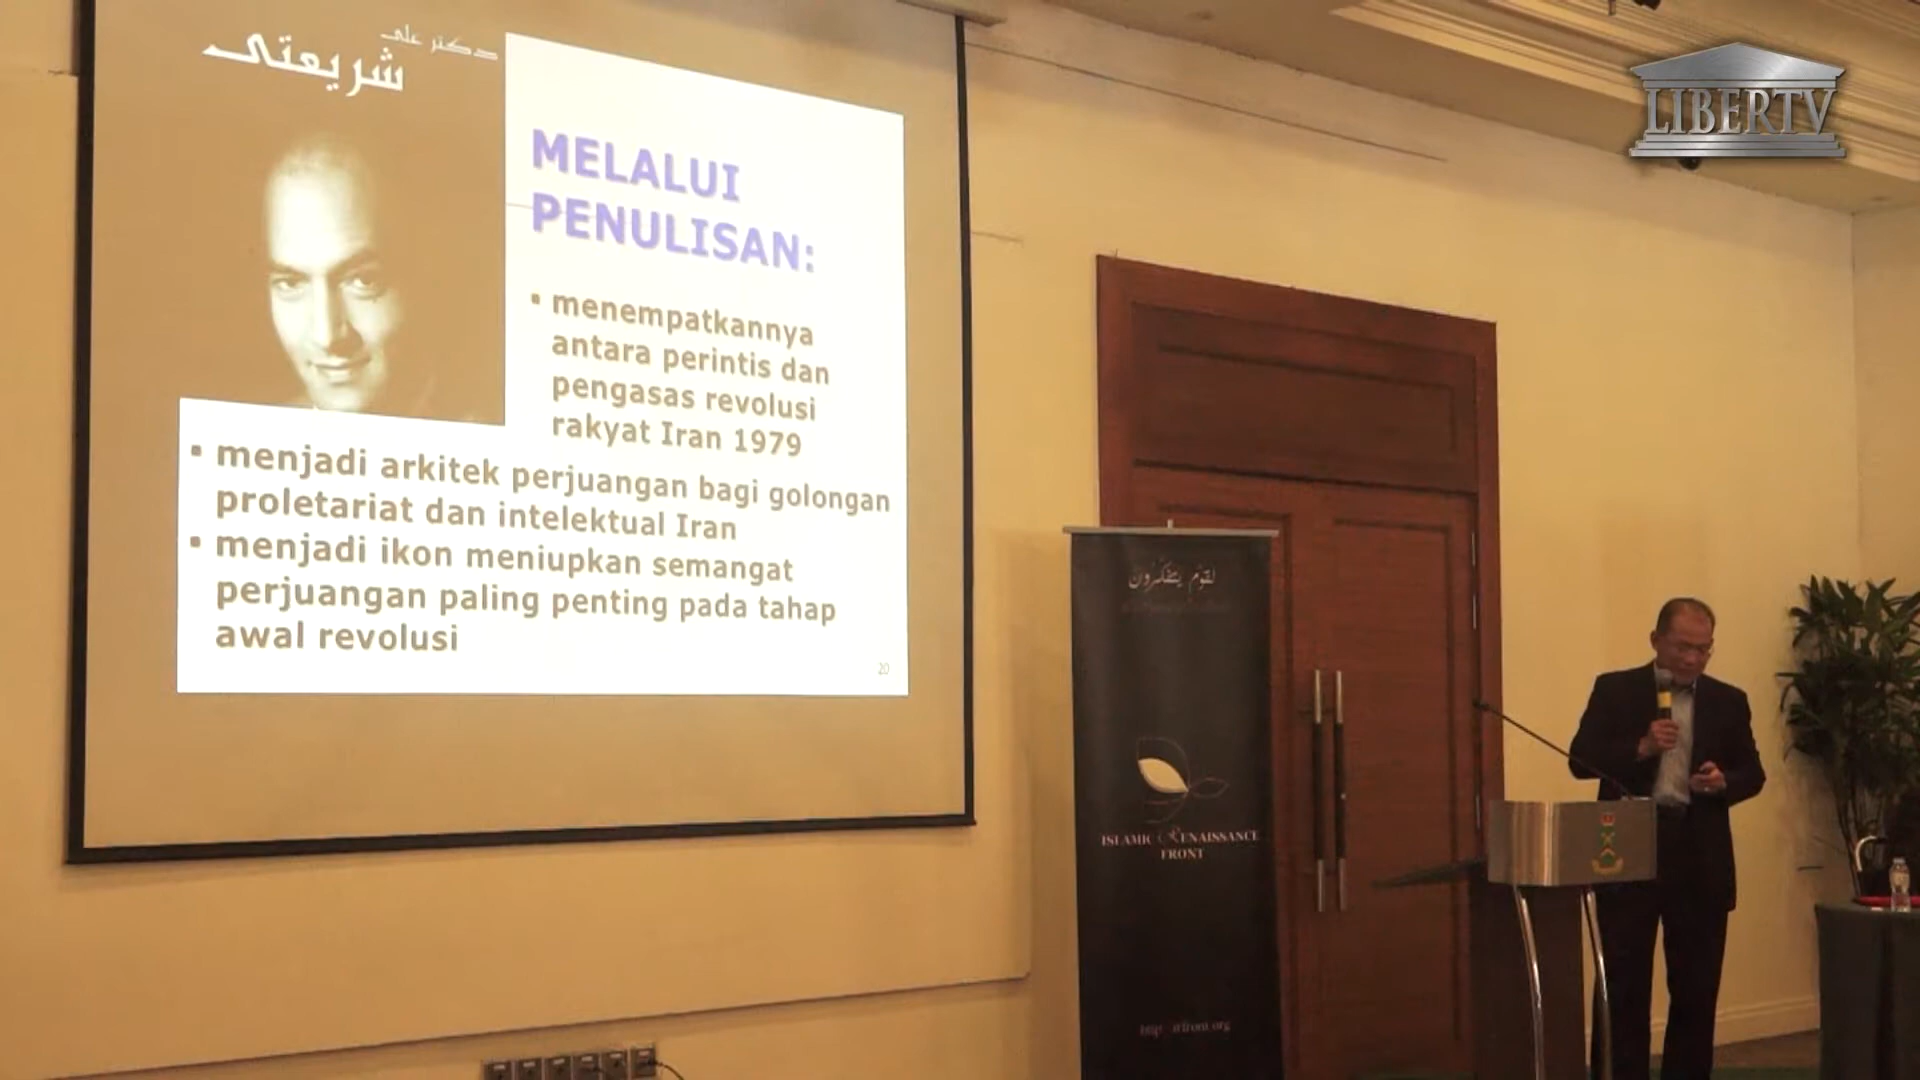 دکتر علی
شریعتی
MELALUI
PENULISAN:
▪ menempatkannya
antara perintis dan
pengasas revolusi
rakyat Iran 1979
▪ menjadi arkitek perjuangan bagi golongan
proletariat dan intelektual Iran
▪ menjadi ikon meniupkan semangat
perjuangan paling penting pada tahap
awal revolusi
20
LIBERTV
لقوم يتفكرون
ISLAMIC RENAISSANCE
FRONT